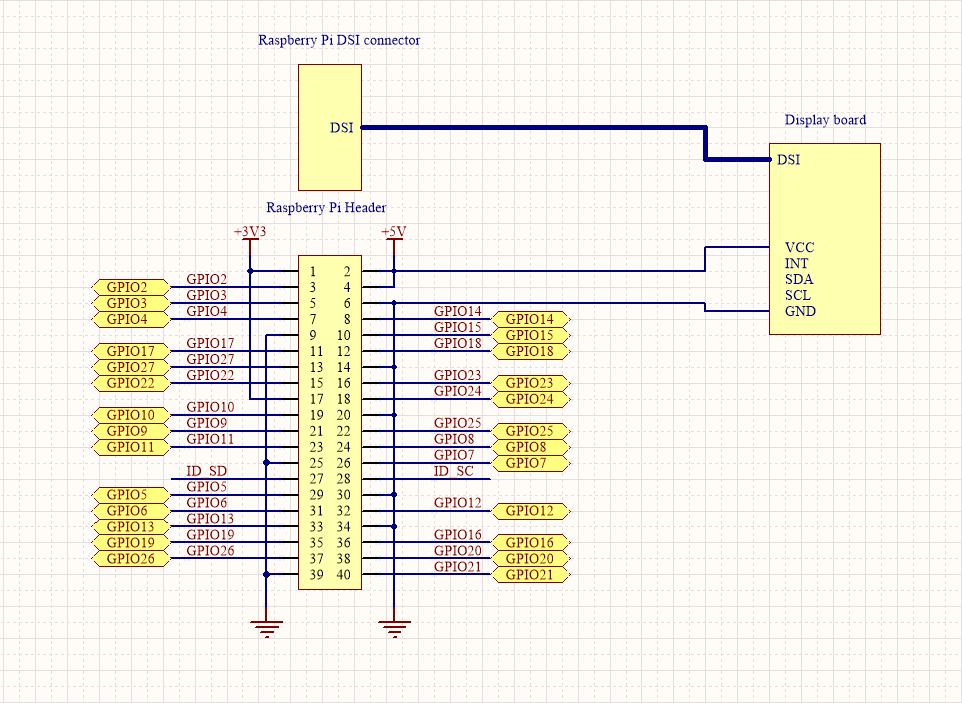 Raspberry Pi DSI connector
DSI
Display board
DSI
VCC
INT
SDA
SCL
GND
Raspberry Pi Header
+3V3 +5V
1 2
GPIO2 GPIO2 3 4
GPIO3 GPIO3 5 6
GPIO4 GPIO4 7 8 GPIO14 GPIO14
9 10 GPIO15 GPIO15
GPIO17 GPIO17 11 12 GPIO18 GPIO18
GPIO27 GPIO27 13 14
GPIO22 GPIO22 15 16 GPIO23 GPIO23
17 18 GPIO24 GPIO24
GPIO10 GPIO10 19 20
GPIO9 GPIO9 21 22 GPIO25 GPIO25
GPIO11 GPIO11 23 24 GPIO8 GPIO8
25 26 GPIO7 GPIO7
ID_SD 27 28 ID_SC
GPIO5 GPIO5 29 30
GPIO6 GPIO6 31 32 GPIO12 GPIO12
GPIO13 GPIO13 33 34
GPIO19 GPIO19 35 36 GPIO16 GPIO16
GPIO26 GPIO26 37 38 GPIO20 GPIO20
39 40 GPIO21 GPIO21